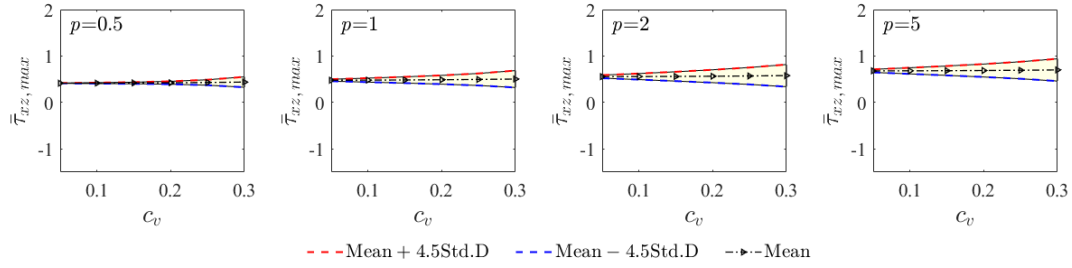 p=0.5
2
1
0
-1
τ̄xz, max
0.1
0.2
0.3
cv
p=1
2
1
0
-1
τ̄xz, max
0.1
0.2
0.3
cv
p=2
2
1
0
-1
τ̄xz, max
0.1
0.2
0.3
cv
p=5
2
1
0
-1
τ̄xz, max
0.1
0.2
0.3
cv
Mean + 4.5Std.D Mean − 4.5Std.D Mean